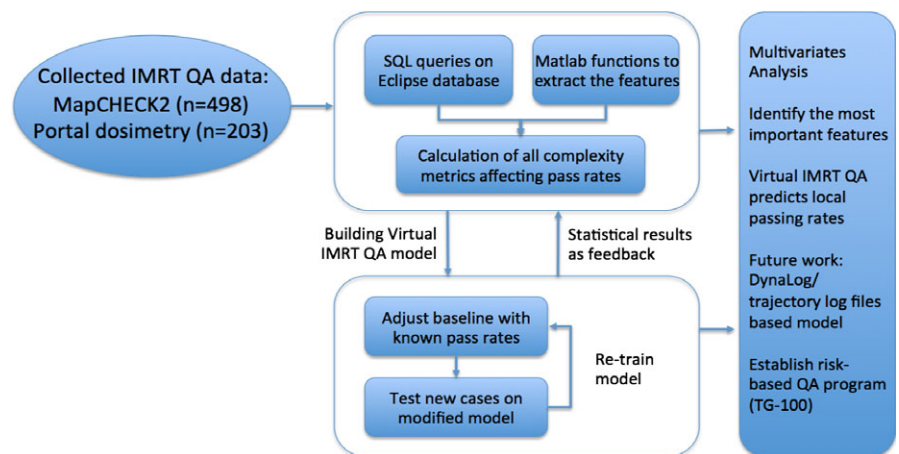 Collected IMRT QA data:
MapCHECK2 (n=498)
Portal dosimetry (n=203)
SQL queries on
Eclipse database
Matlab functions to
extract the features
Calculation of all complexity
metrics affecting pass rates
Building Virtual
IMRT QA model
Statistical results
as feedback
Adjust baseline with
known pass rates
Re-train
model
Test new cases on
modified model
Multivariates
Analysis
Identify the most
important features
Virtual IMRT QA
predicts local
passing rates
Future work:
DynaLog/
trajectory log files
based model
Establish risk-
based QA program
(TG-100)